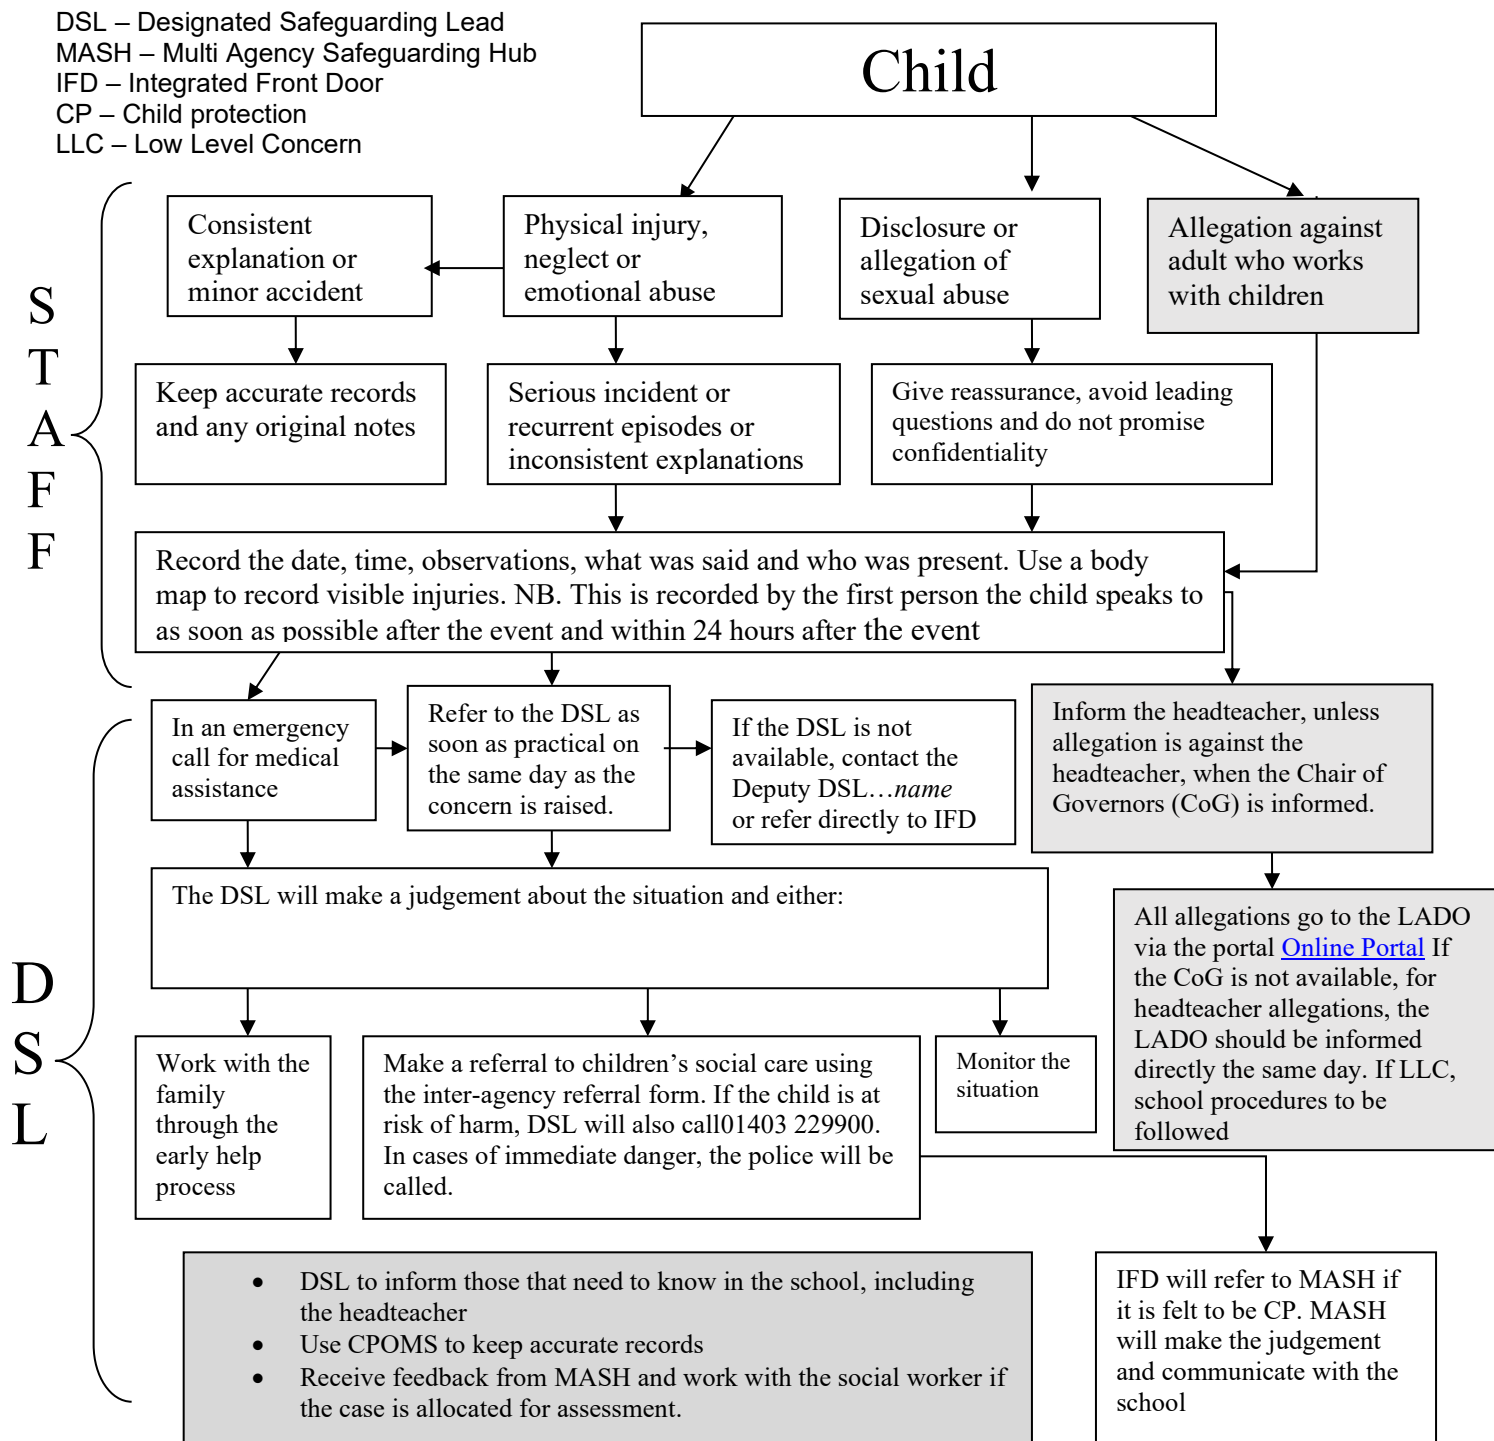 DSL – Designated Safeguarding Lead
MASH – Multi Agency Safeguarding Hub
IFD – Integrated Front Door
CP – Child protection
LLC – Low Level Concern
Child
S
T
A
F
F
Consistent
explanation or
minor accident
Physical injury,
neglect or
emotional abuse
Disclosure or
allegation of
sexual abuse
Allegation against
adult who works
with children
Keep accurate records
and any original notes
Serious incident or
recurrent episodes or
inconsistent explanations
Give reassurance, avoid leading
questions and do not promise
confidentiality
Record the date, time, observations, what was said and who was present. Use a body
map to record visible injuries. NB. This is recorded by the first person the child speaks to
as soon as possible after the event and within 24 hours after the event
D
S
L
In an emergency
call for medical
assistance
Refer to the DSL as
soon as practical on
the same day as the
concern is raised.
If the DSL is not
available, contact the
Deputy DSL…name
or refer directly to IFD
Inform the headteacher, unless
allegation is against the
headteacher, when the Chair of
Governors (CoG) is informed.
The DSL will make a judgement about the situation and either:
All allegations go to the LADO
via the portal Online Portal If
the CoG is not available, for
headteacher allegations, the
LADO should be informed
directly the same day. If LLC,
school procedures to be
followed
Work with the
family
through the
early help
process
Make a referral to children’s social care using
the inter-agency referral form. If the child is at
risk of harm, DSL will also call01403 229900.
In cases of immediate danger, the police will be
called.
Monitor the
situation
• DSL to inform those that need to know in the school, including
the headteacher
• Use CPOMS to keep accurate records
• Receive feedback from MASH and work with the social worker if
the case is allocated for assessment.
IFD will refer to MASH if
it is felt to be CP. MASH
will make the judgement
and communicate with the
school